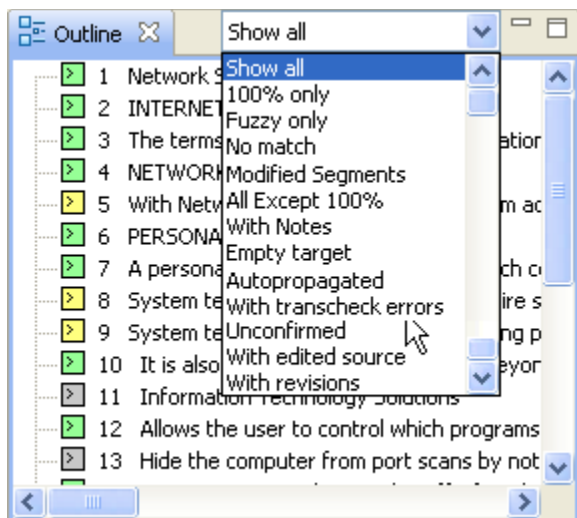 Outline
Show all
Show all
100% only
Fuzzy only
No match
Modified Segments
All Except 100%
With Notes
Empty target
Autopropagated
With transcheck errors
Unconfirmed
With edited source
With revisions
1 Network
2 INTERNET
3 The terms
4 NETWORK
5 With Netw
6 PERSONA
7 A persona
8 System te
9 System te
10 It is also
11 Information Technology Solutions
12 Allows the user to control which programs
13 Hide the computer from port scans by not